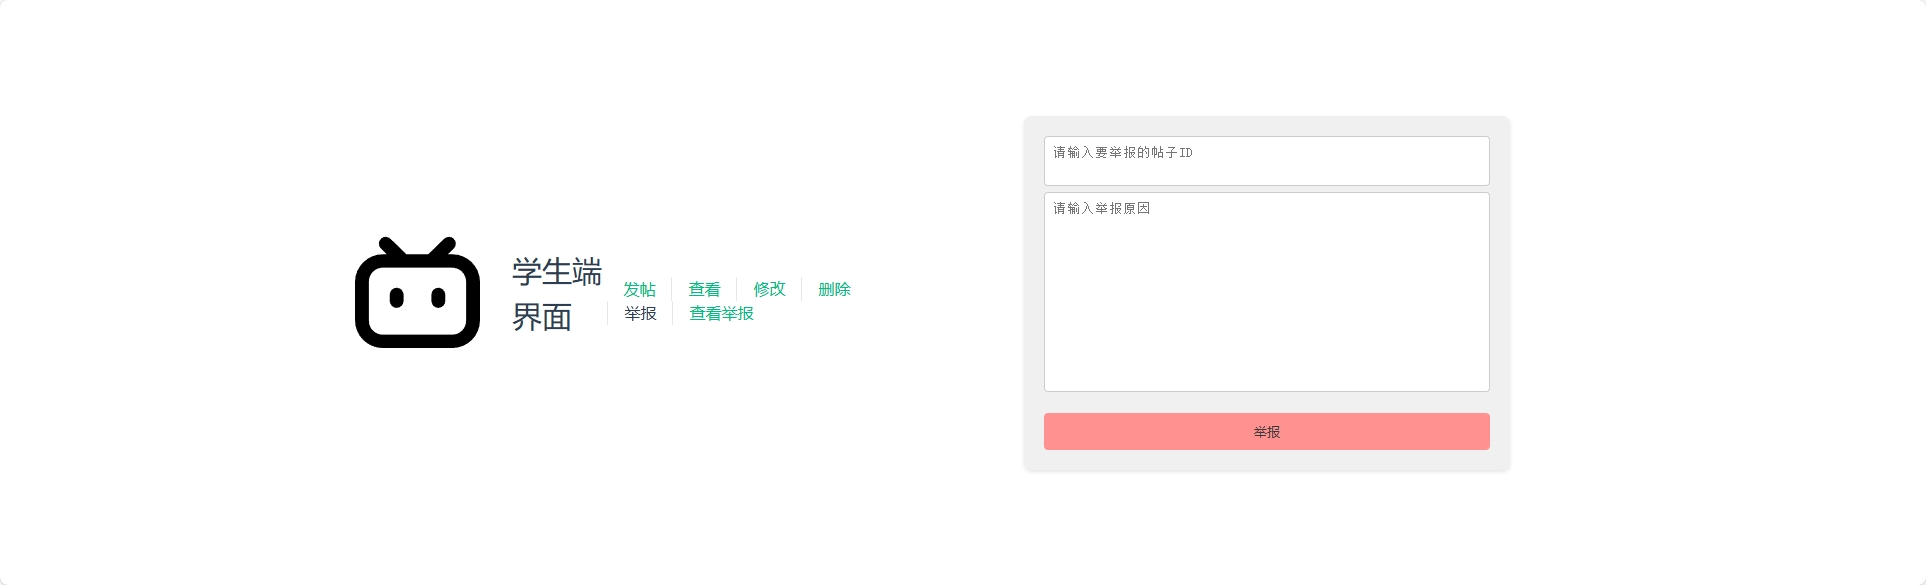 学生端
界面
发帖 查看 修改 删除
举报 查看举报
请输入要举报的帖子ID
请输入举报原因
举报